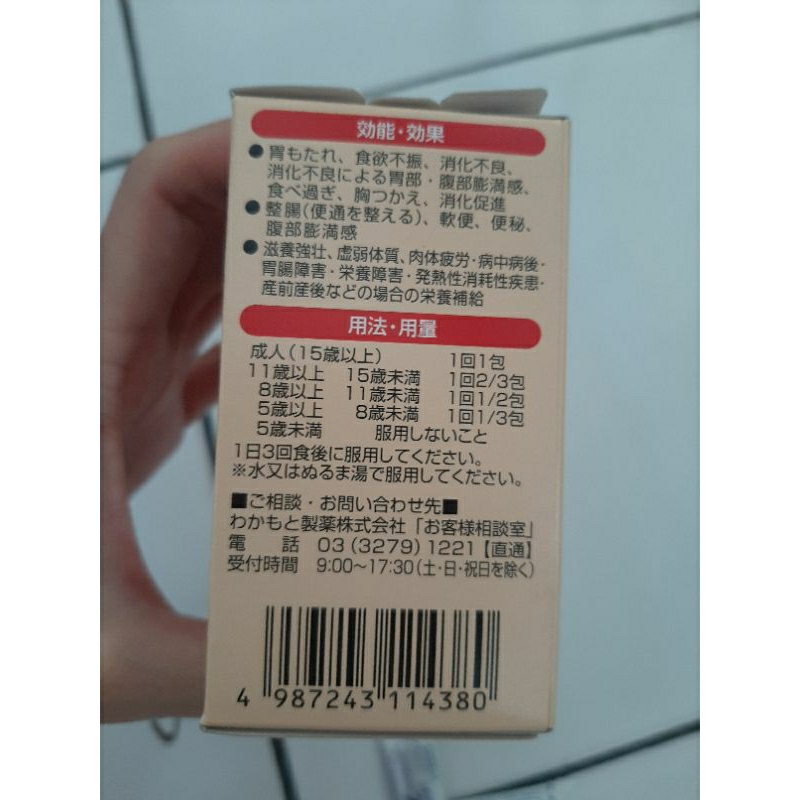 効能・効果
●胃もたれ、食欲不振、消化不良、
消化不良による胃部・腹部膨満感、
食べ過ぎ、胸つかえ、消化促進
●整腸(便通を整える)、軟便、便秘、
腹部膨満感
●滋養強壮、虚弱体質、肉体疲労・病中病後・
胃腸障害・栄養障害・発熱性消耗性疾患・
産前産後などの場合の栄養補給
用法・用量
成人(15歳以上) 1回1包
11歳以上 15歳未満 1回2/3包
8歳以上 11歳未満 1回1/2包
5歳以上 8歳未満 1回1/3包
5歳未満 服用しないこと
1日3回食後に服用してください。
※水又はぬるま湯で服用してください。
■ご相談・お問い合わせ先■
わかもと製薬株式会社「お客様相談室」
電話 03(3279)1221【直通】
受付時間 9:00〜17:30(土・日・祝日を除く)
4 987243 114380